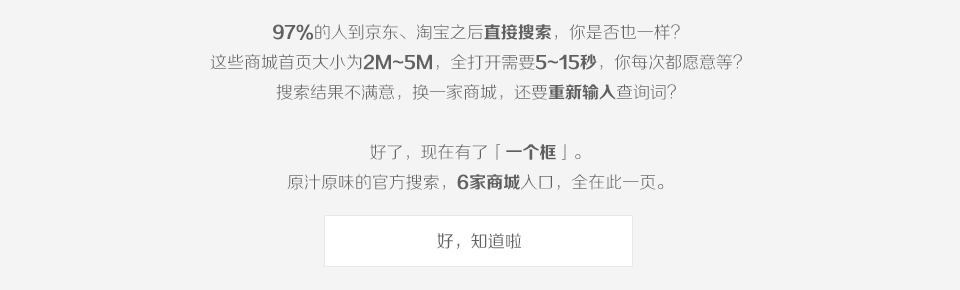 97%的人到京东、淘宝之后直接搜索，你是否也一样？
这些商城首页大小为2M~5M，全打开需要5~15秒，你每次都愿意等？
搜索结果不满意，换一家商城，还要重新输入查询词？
好了，现在有了「一个框」。
原汁原味的官方搜索，6家商城入口，全在此一页。
好，知道啦